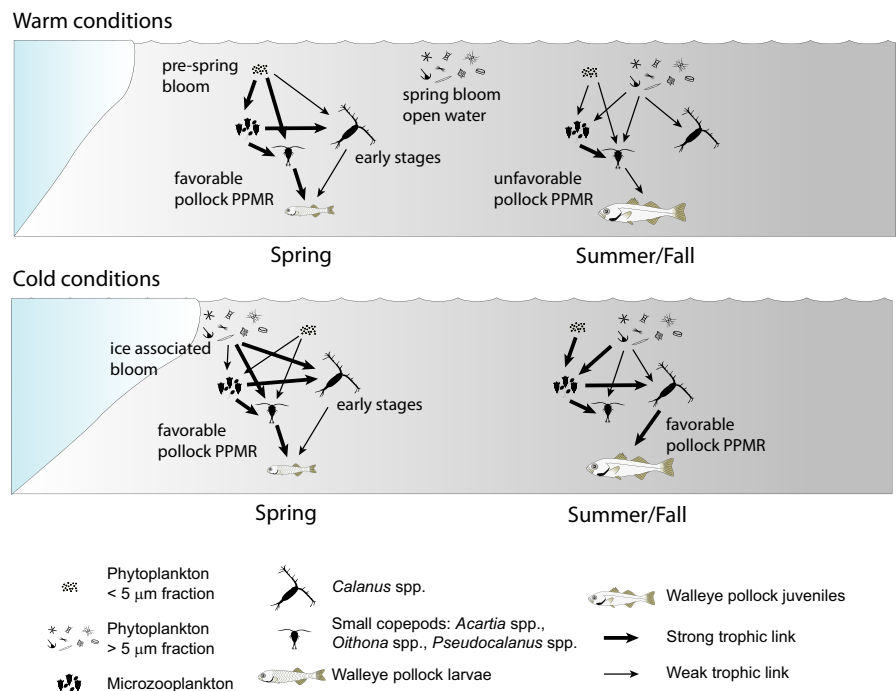 Warm conditions
pre-spring
bloom
spring bloom
open water
early stages
favorable
pollock PPMR
unfavorable
pollock PPMR
Spring
Summer/Fall
Cold conditions
ice associated
bloom
early stages
favorable
pollock PPMR
favorable
pollock PPMR
Spring
Summer/Fall
Phytoplankton
< 5 μm fraction
Phytoplankton
> 5 μm fraction
Microzooplankton
Calanus spp.
Small copepods: Acartia spp.,
Oithona spp., Pseudocalanus spp.
Walleye pollock larvae
Walleye pollock juveniles
Strong trophic link
Weak trophic link